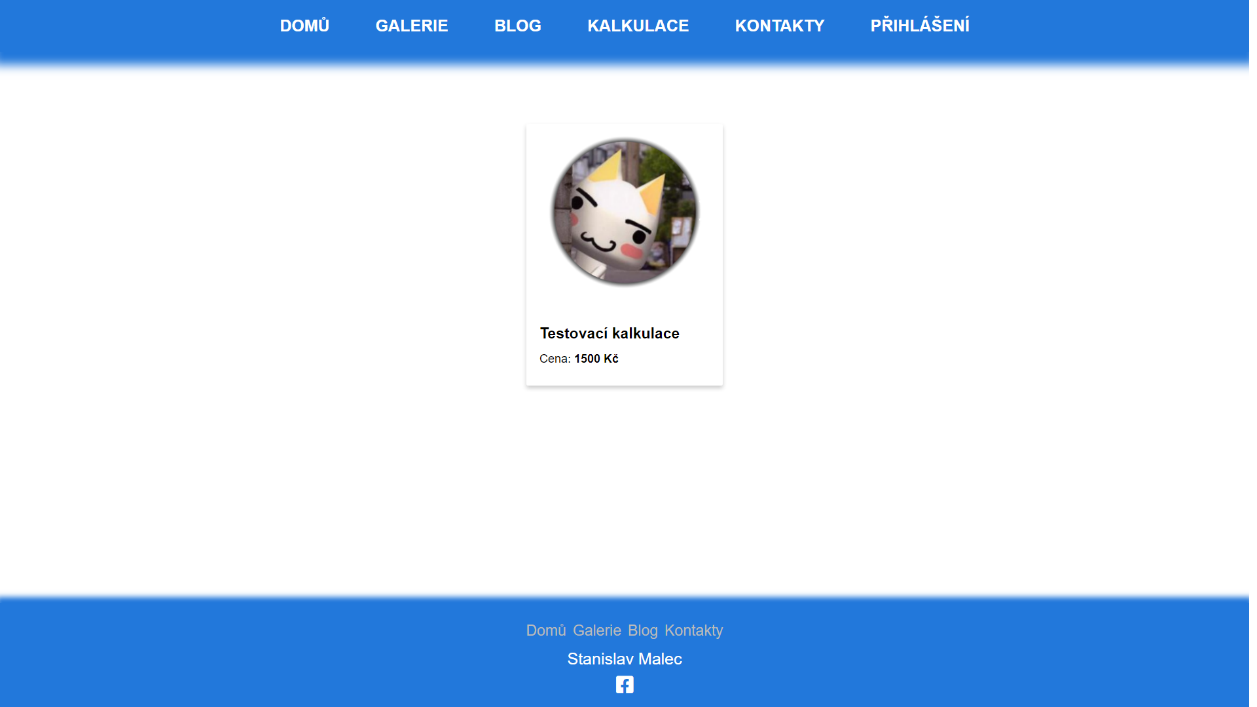 DOMŮ GALERIE BLOG KALKULACE KONTAKTY PŘIHLÁŠENÍ
Testovací kalkulace
Cena: 1500 Kč
Domů Galerie Blog Kontakty
Stanislav Malec